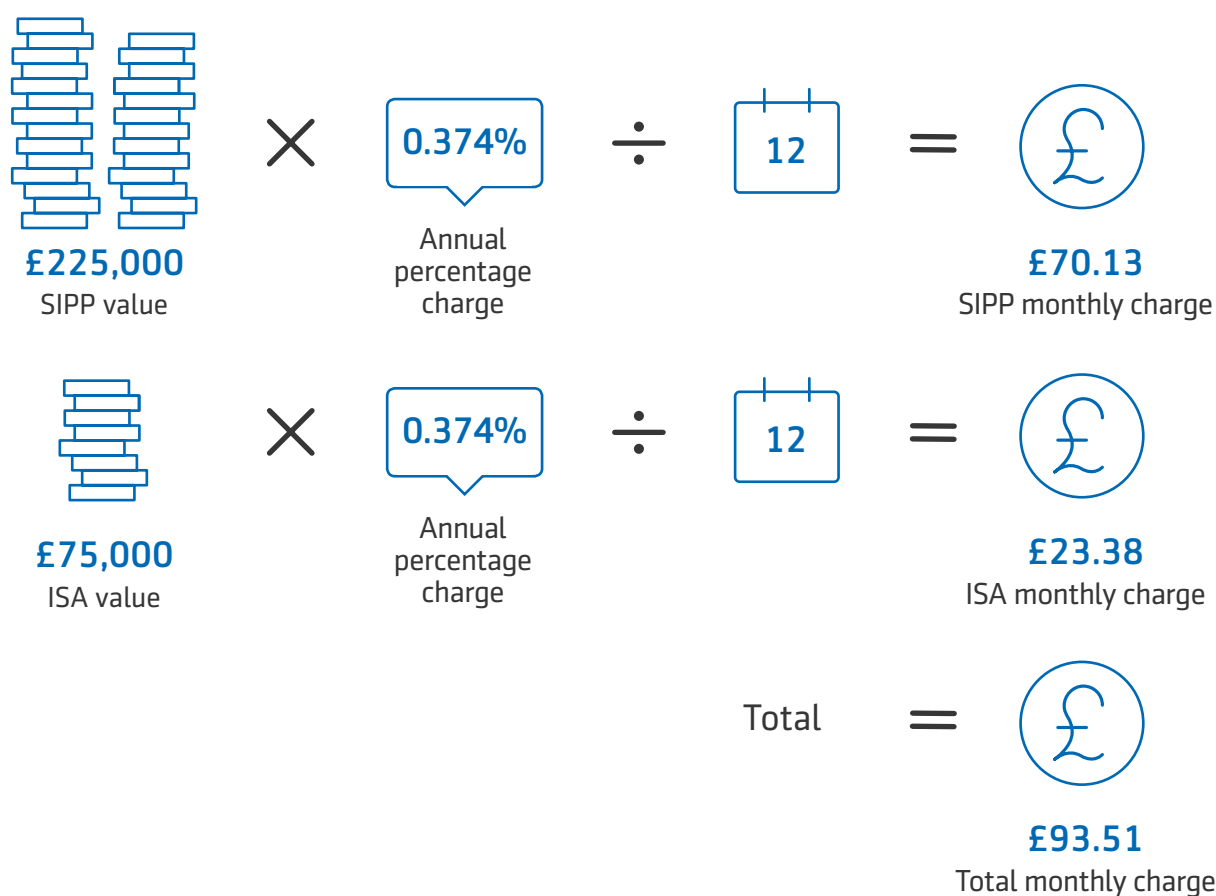 0.374%
12
£225,000
SIPP value
Annual
percentage
charge
£
£70.13
SIPP monthly charge
0.374%
12
£75,000
ISA value
Annual
percentage
charge
£
£23.38
ISA monthly charge
Total
£
£93.51
Total monthly charge